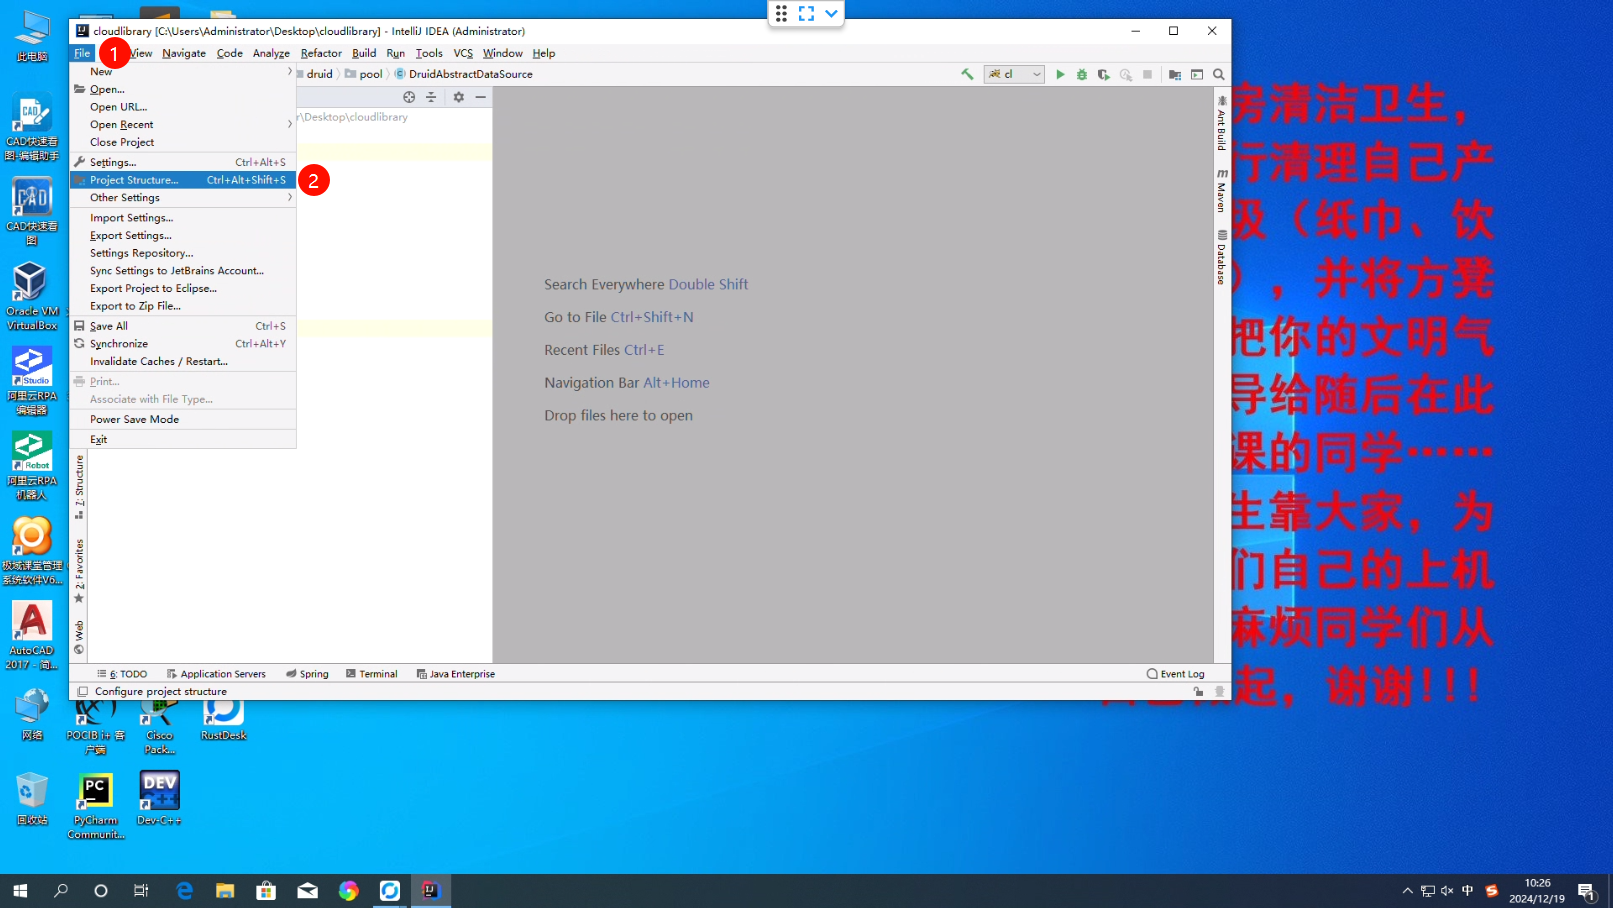 cloudlibrary [C:\Users\Administrator\Desktop\cloudlibrary] - IntelliJ IDEA (Administrator)
File 1 View Navigate Code Analyze Refactor Build Run Tools VCS Window Help
druid pool DruidAbstractDataSource
cl
New
Open...
Open URL...
Open Recent
Close Project
Settings... Ctrl+Alt+S
Project Structure... Ctrl+Alt+Shift+S 2
Other Settings
Import Settings...
Export Settings...
Settings Repository...
Sync Settings to JetBrains Account...
Export Project to Eclipse...
Export to Zip File...
Save All Ctrl+S
Synchronize Ctrl+Alt+Y
Invalidate Caches / Restart...
Print...
Associate with File Type...
Power Save Mode
Exit
r\Desktop\cloudlibrary
Search Everywhere Double Shift
Go to File Ctrl+Shift+N
Recent Files Ctrl+E
Navigation Bar Alt+Home
Drop files here to open
Ant Build
Maven
Database
7: Structure
2: Favorites
Web
6: TODO Application Servers Spring Terminal Java Enterprise Event Log
Configure project structure
此电脑
CAD快速看
图-编辑助手
CAD快速看
图
Oracle VM
VirtualBox
阿里云RPA
编辑器
阿里云RPA
机器人
极域课堂管理
系统软件V6...
AutoCAD
2017 - 简...
网络
POCIB i+ 客
户端
Cisco
Pack...
RustDesk
回收站
PyCharm
Communit...
Dev-C++
房清洁卫生，
行清理自己产
圾（纸巾、饮
），并将方凳
把你的文明气
导给随后在此
课的同学……
生靠大家，为
们自己的上机
麻烦同学们从
起，谢谢!!!
中
10:26
2024/12/19
1